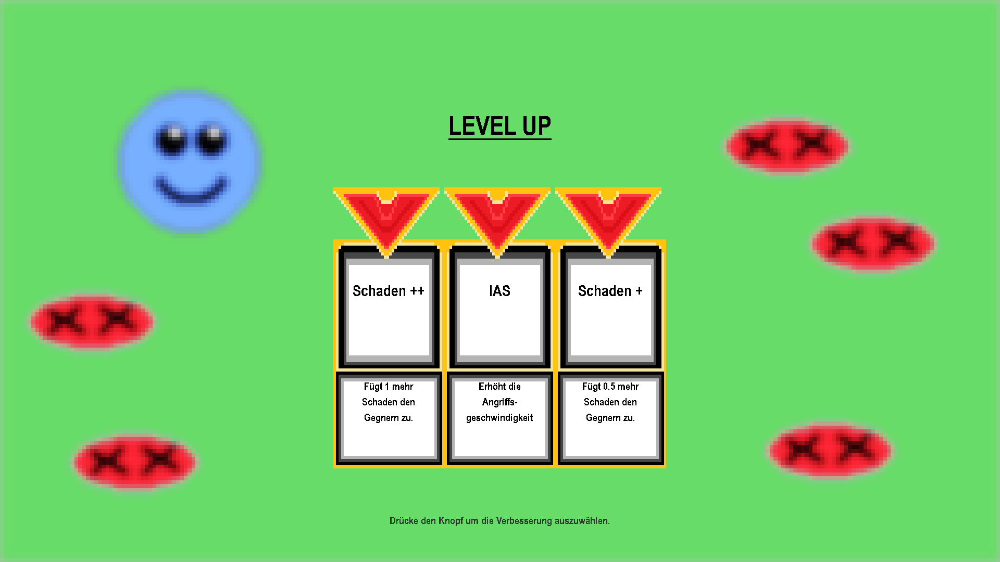 LEVEL UP
Schaden ++
IAS
Schaden +
Fügt 1 mehr
Schaden den
Gegnern zu.
Erhöht die
Angriffs-
geschwindigkeit
Fügt 0.5 mehr
Schaden den
Gegnern zu.
Drücke den Knopf um die Verbesserung auszuwählen.